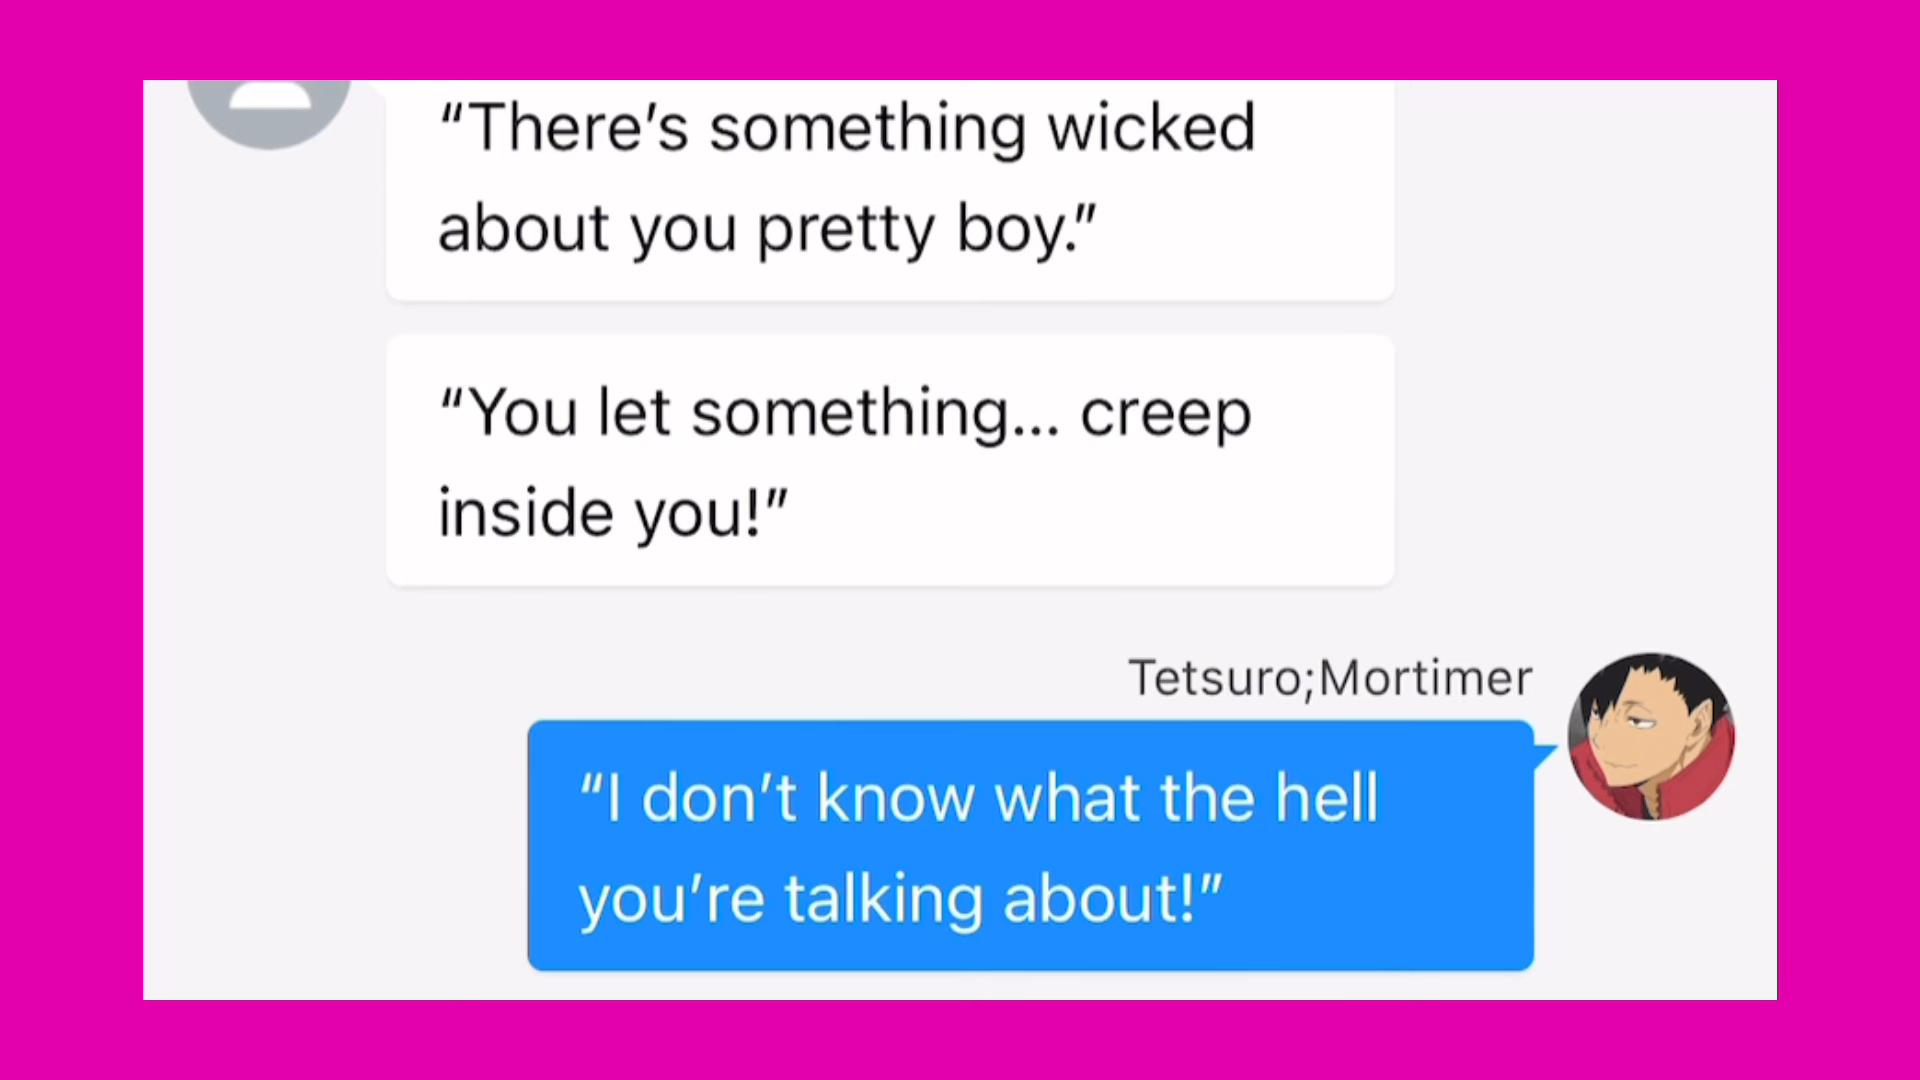 “There’s something wicked
about you pretty boy.”
“You let something... creep
inside you!”
Tetsuro;Mortimer
“I don’t know what the hell
you’re talking about!”